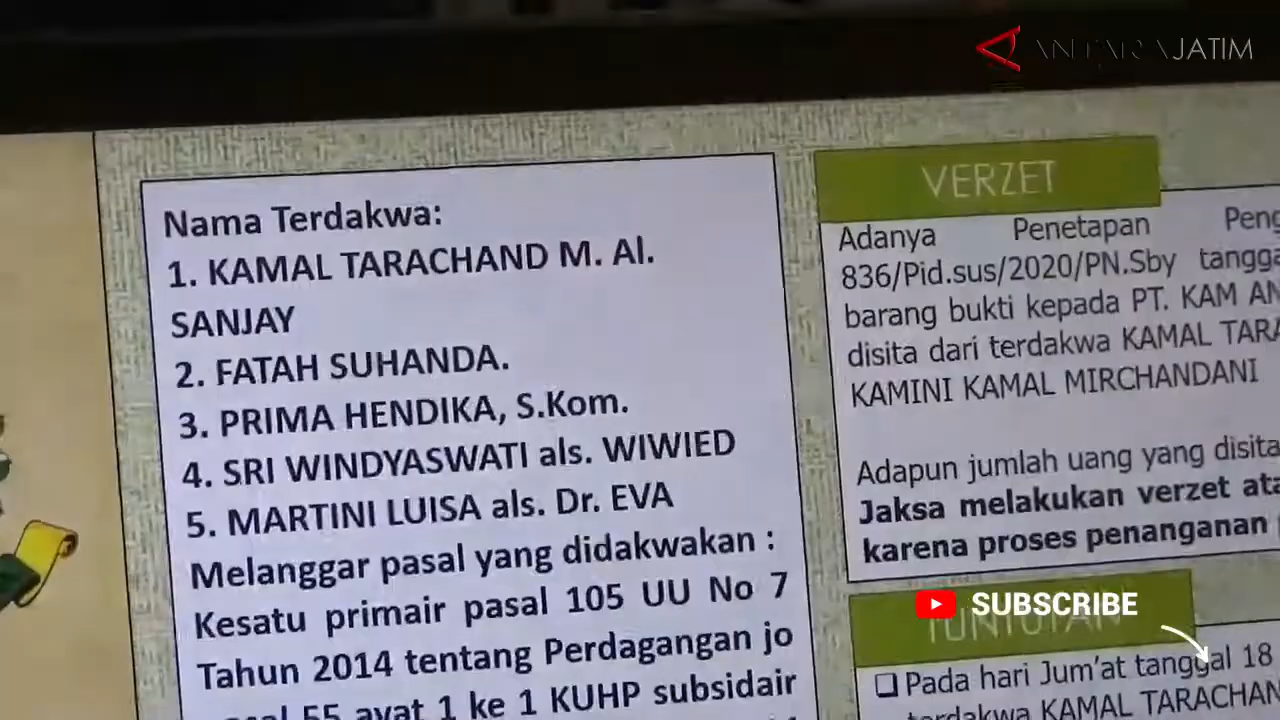 ANTARAJATIM
Nama Terdakwa:
1. KAMAL TARACHAND M. Al.
SANJAY
2. FATAH SUHANDA.
3. PRIMA HENDIKA, S.Kom.
4. SRI WINDYASWATI als. WIWIED
5. MARTINI LUISA als. Dr. EVA
Melanggar pasal yang didakwakan :
Kesatu primair pasal 105 UU No 7
Tahun 2014 tentang Perdagangan jo
55 ayat 1 ke 1 KUHP subsidair
VERZET
Adanya Penetapan
836/Pid.sus/2020/PN.Sby
barang bukti kepada PT. KAM
disita dari terdakwa KAMAL
KAMINI KAMAL MIRCHANDANI
Adapun jumlah uang yang disita
Jaksa melakukan verzet
karena proses penanganan
SUBSCRIBE
TUNTUTAN
Pada hari Jum'at tanggal 18
terdakwa KAMAL